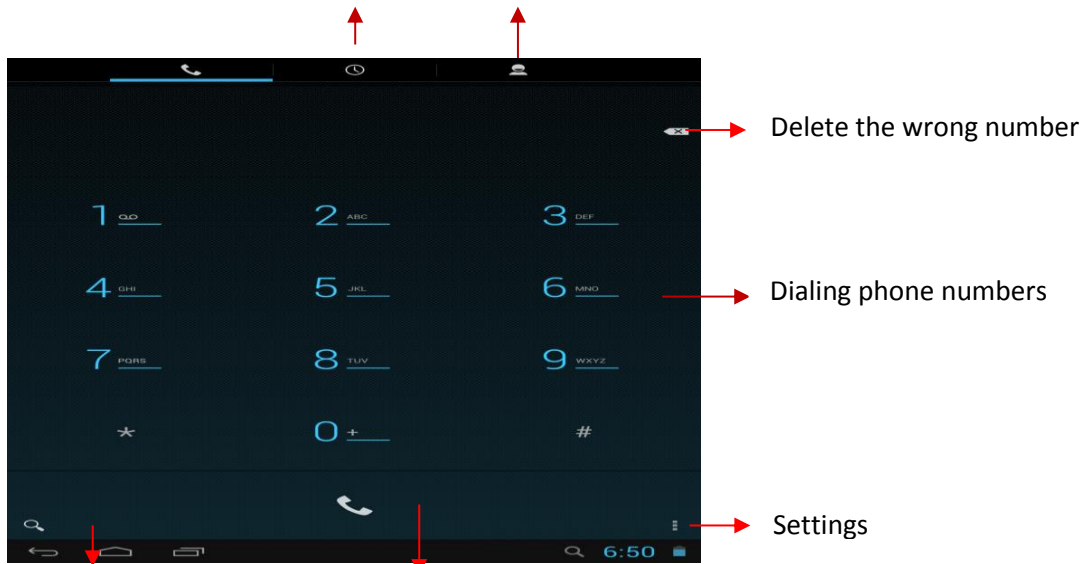 Delete the wrong number
1
2 ABC
3 DEF
4 GHI
5 JKL
6 MNO
Dialing phone numbers
7 PQRS
8 TUV
9 WXYZ
*
0 +
#
Settings
6:50